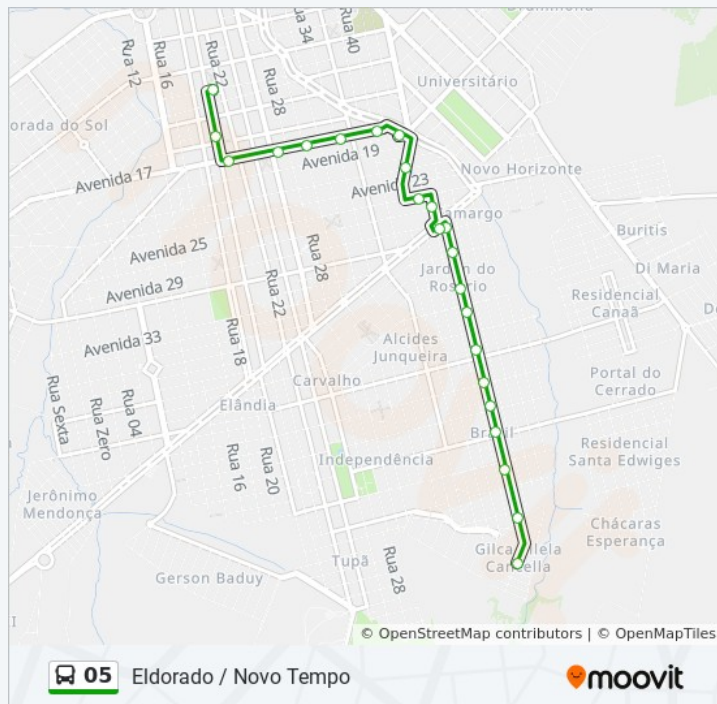 Drummond
Rua 34
Rua 40
Rua 22
Rua 16
Rua 12
Rua 28
Universitário
orada do Sol
Avenida 19
Novo Horizonte
Avenida 17
Avenida 23
amargo
Buritis
Avenida 25
Rua 28
Di Maria
Jardim do
Rosário
Avenida 29
Rua 22
Residencial
Canaã
Avenida 33
Rua 18
Alcides
Junqueira
Portal do
Cerrado
Carvalho
Rua 04
Rua Zero
Rua Sexta
Elândia
Brasil
Residencial
Santa Edwiges
Independência
Rua 16
Rua 20
Jerônimo
Mendonça
Chácaras
Esperança
Tupã
Rua 28
Gerson Baduy
© OpenStreetMap contributors | © OpenMapTiles
05 Eldorado / Novo Tempo
moovit